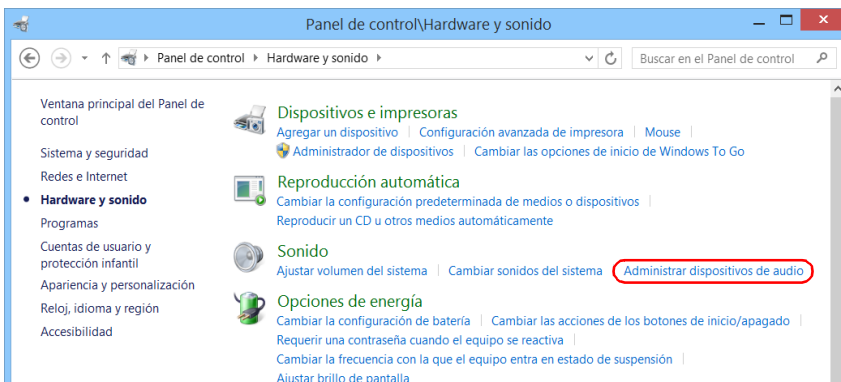 Panel de control\Hardware y sonido
Panel de control Hardware y sonido
Buscar en el Panel de control
Ventana principal del Panel de
control
Sistema y seguridad
Redes e Internet
Hardware y sonido
Programas
Cuentas de usuario y
protección infantil
Apariencia y personalización
Reloj, idioma y región
Accesibilidad
Dispositivos e impresoras
Agregar un dispositivo Configuración avanzada de impresora Mouse
Administrador de dispositivos Cambiar las opciones de inicio de Windows To Go
Reproducción automática
Cambiar la configuración predeterminada de medios o dispositivos
Reproducir un CD u otros medios automáticamente
Sonido
Ajustar volumen del sistema Cambiar sonidos del sistema Administrar dispositivos de audio
Opciones de energía
Cambiar la configuración de batería Cambiar las acciones de los botones de inicio/apagado
Requerir una contraseña cuando el equipo se reactiva
Cambiar la frecuencia con la que el equipo entra en estado de suspensión
Ajustar brillo de pantalla